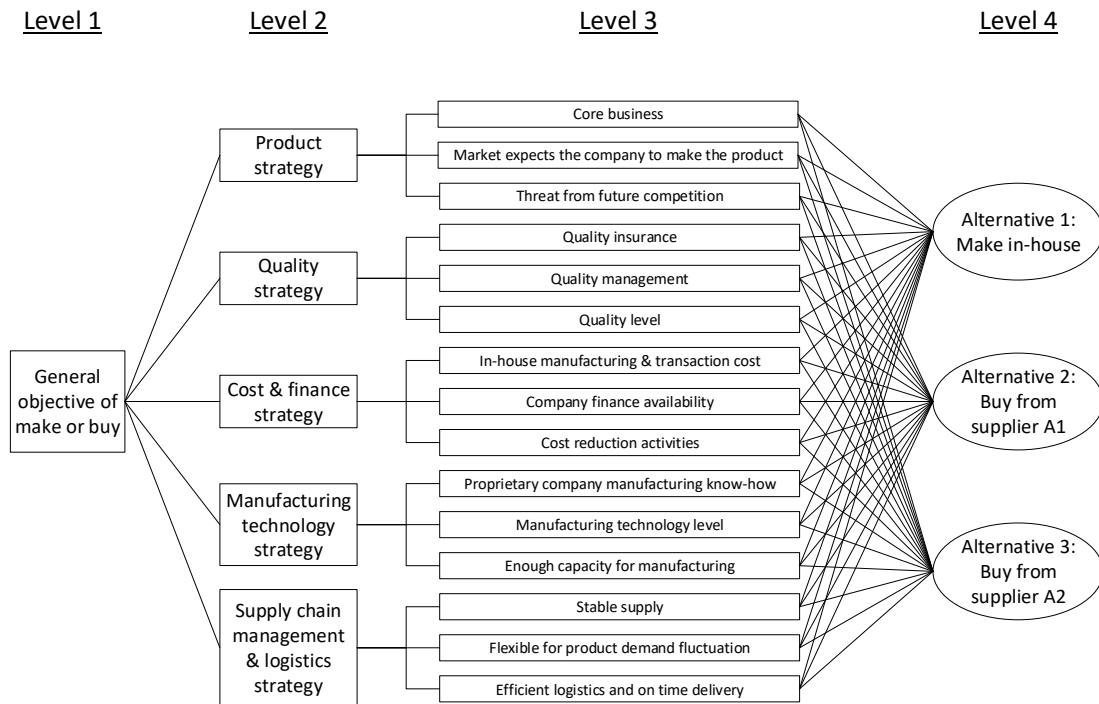 Level 1
Level 2
Level 3
Level 4
General
objective of
make or buy
Product
strategy
Quality
strategy
Cost & finance
strategy
Manufacturing
technology
strategy
Supply chain
management
& logistics
strategy
Core business
Market expects the company to make the product
Threat from future competition
Quality insurance
Quality management
Quality level
In-house manufacturing & transaction cost
Company finance availability
Cost reduction activities
Proprietary company manufacturing know-how
Manufacturing technology level
Enough capacity for manufacturing
Stable supply
Flexible for product demand fluctuation
Efficient logistics and on time delivery
Alternative 1:
Make in-house
Alternative 2:
Buy from
supplier A1
Alternative 3:
Buy from
supplier A2